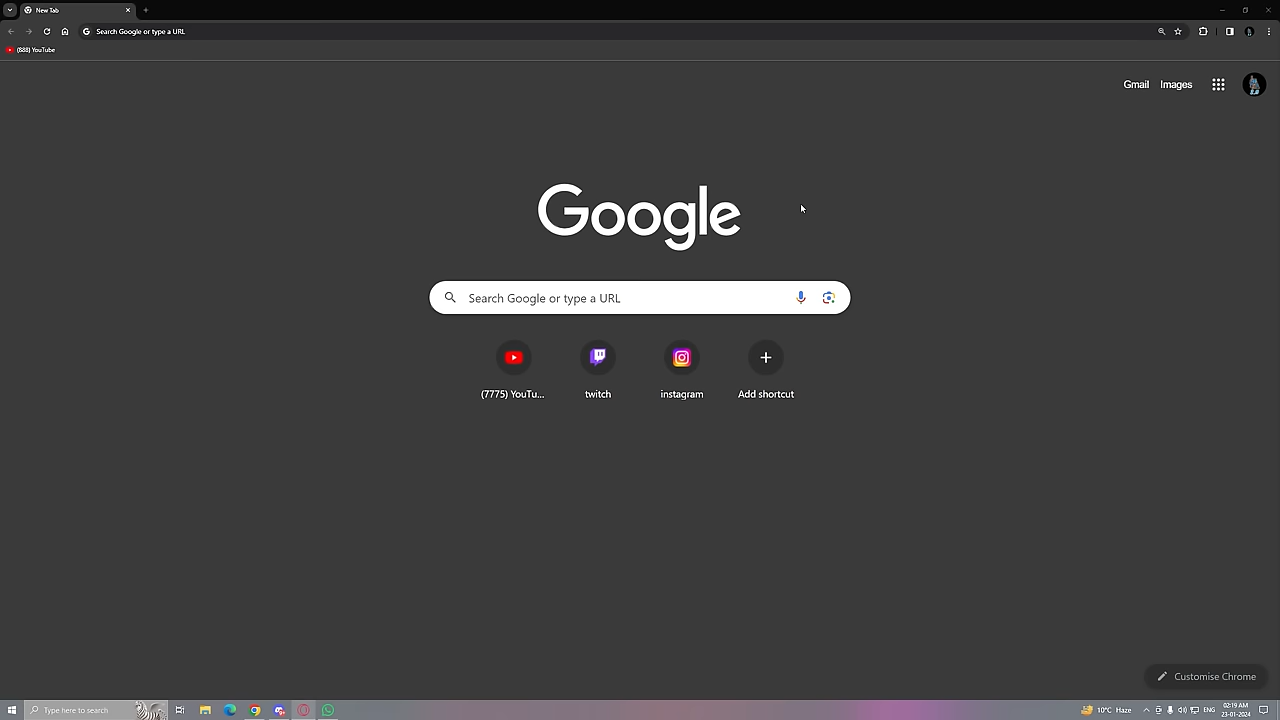 New Tab
Search Google or type a URL
(688) YouTube
Gmail Images
Google
Search Google or type a URL
(7775) YouTu... twitch instagram Add shortcut
Customise Chrome
Type here to search
10°C Haze ENG 02:19 AM
23-01-2024